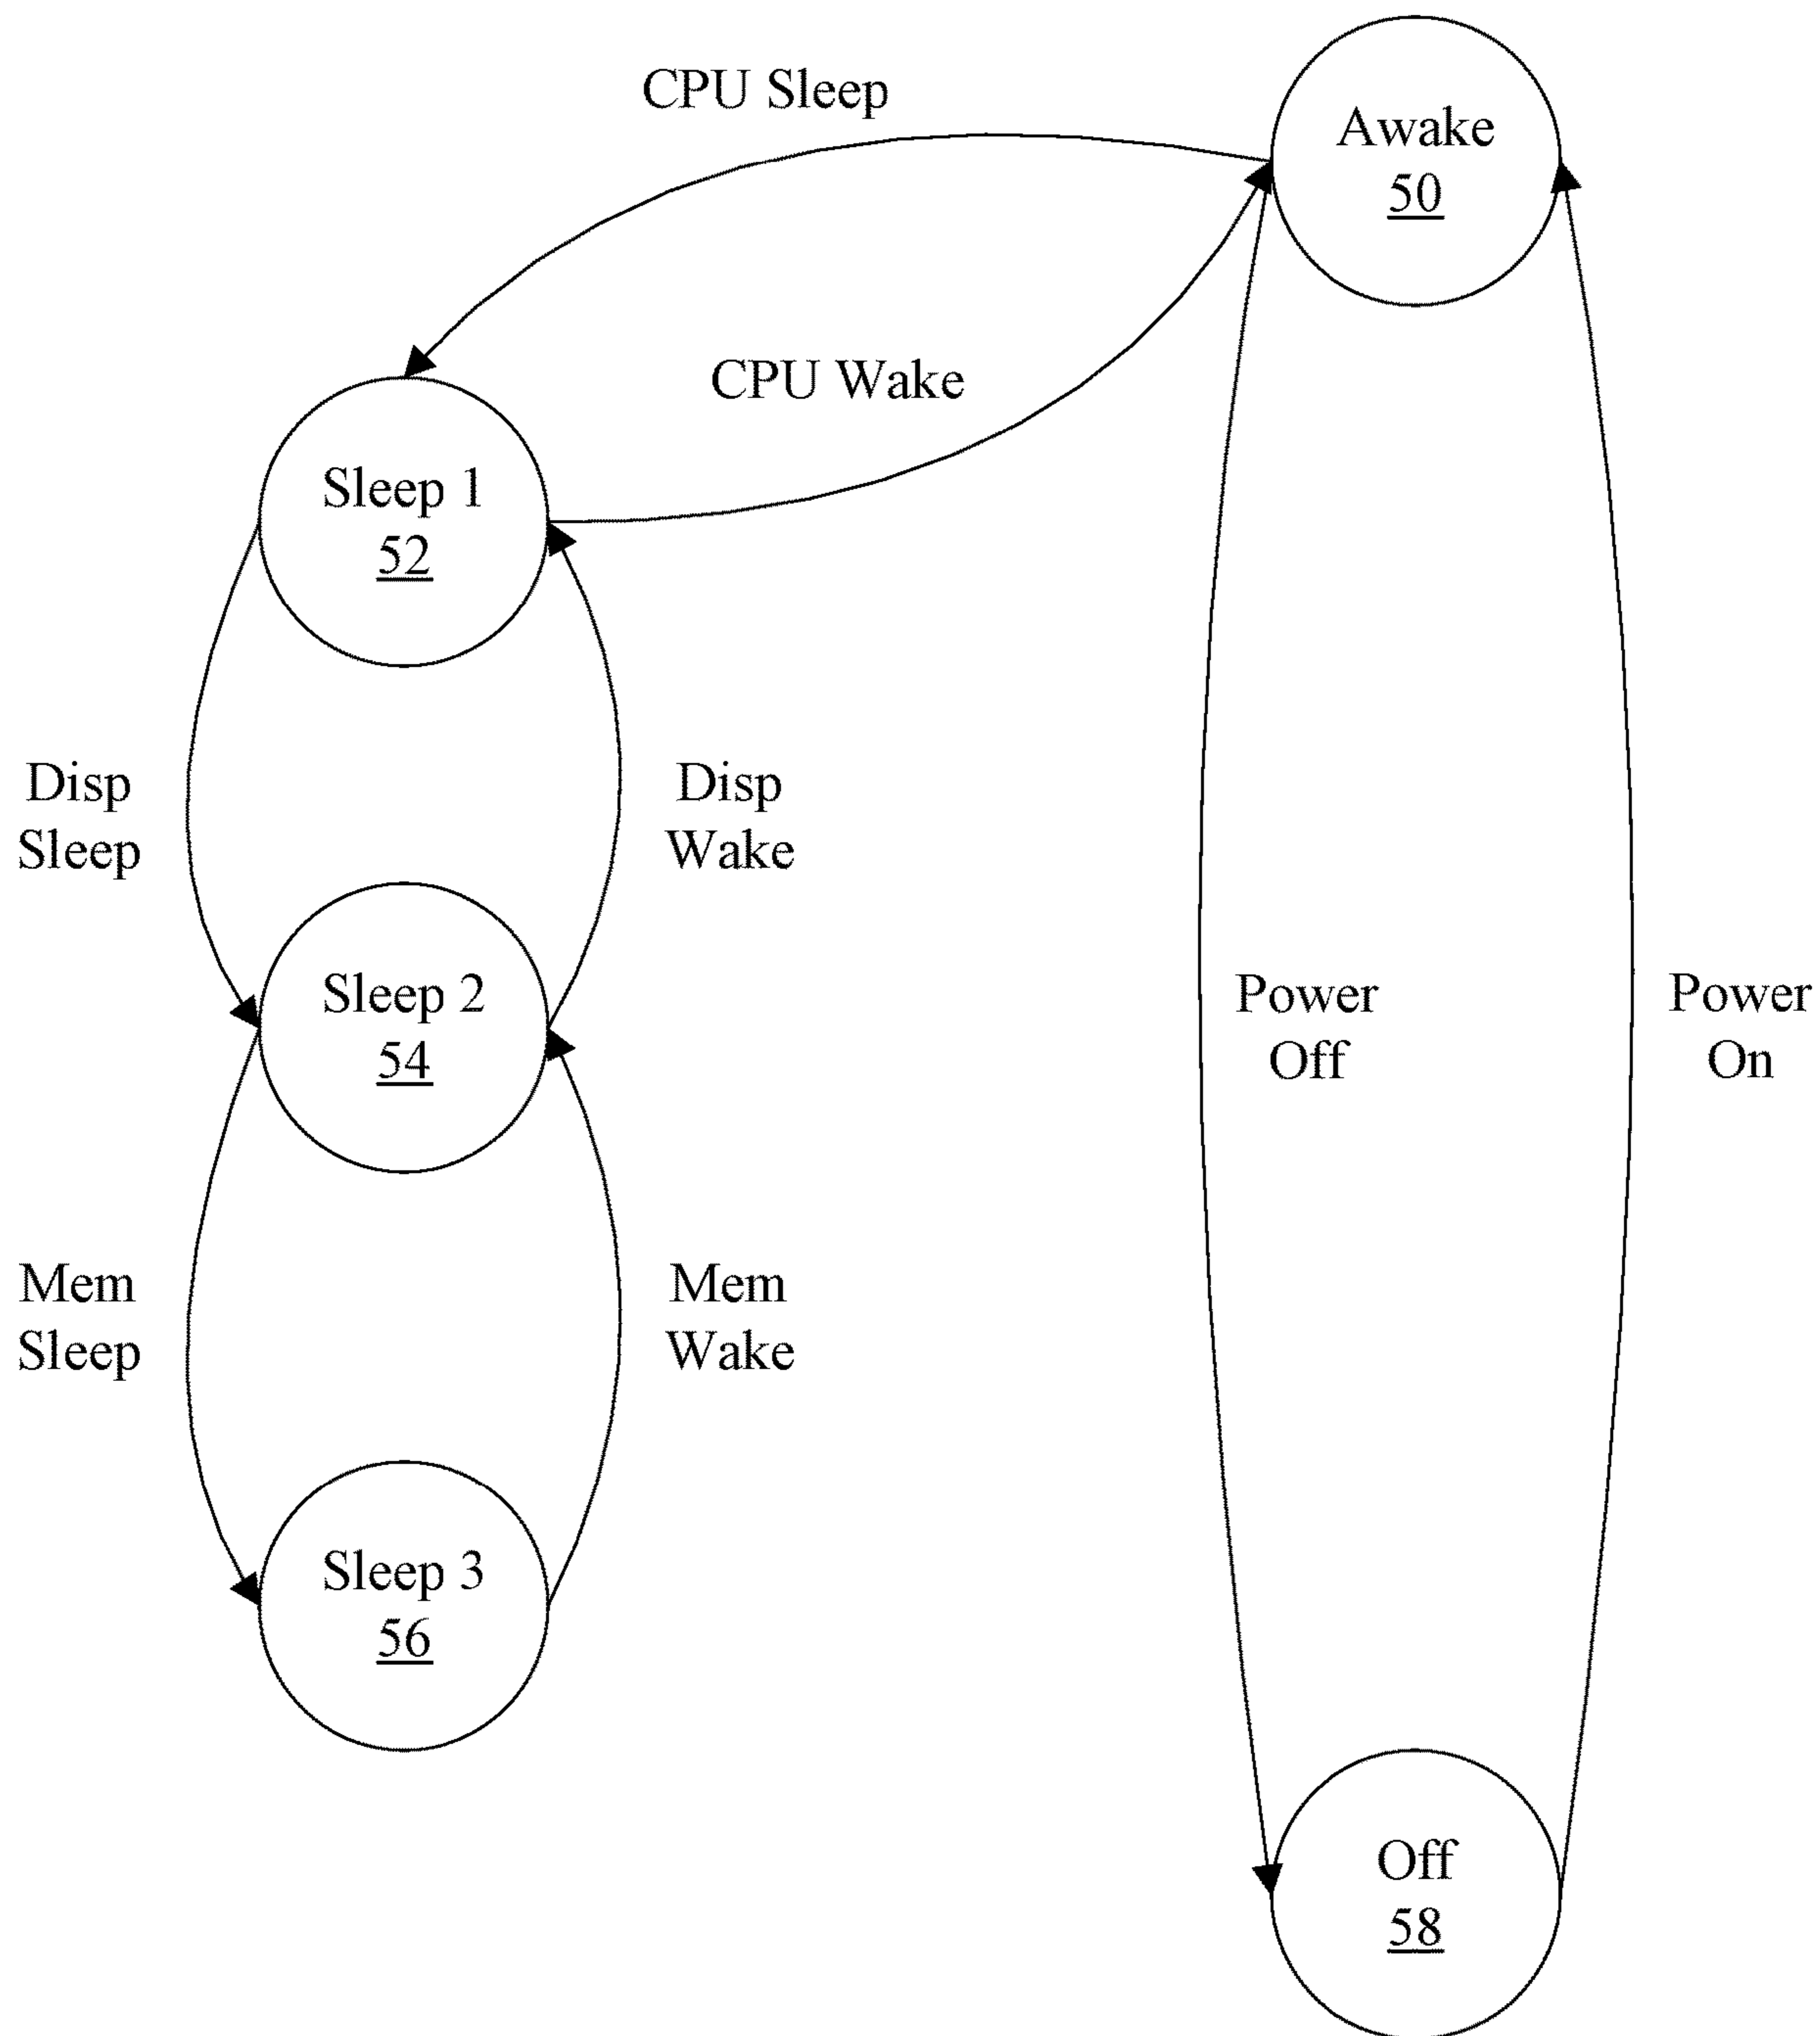 CPU Sleep
Awake
50
CPU Wake
Sleep 1
52
Disp
Sleep
Disp
Wake
Sleep 2
54
Power
Off
Power
On
Mem
Sleep
Mem
Wake
Sleep 3
56
Off
58